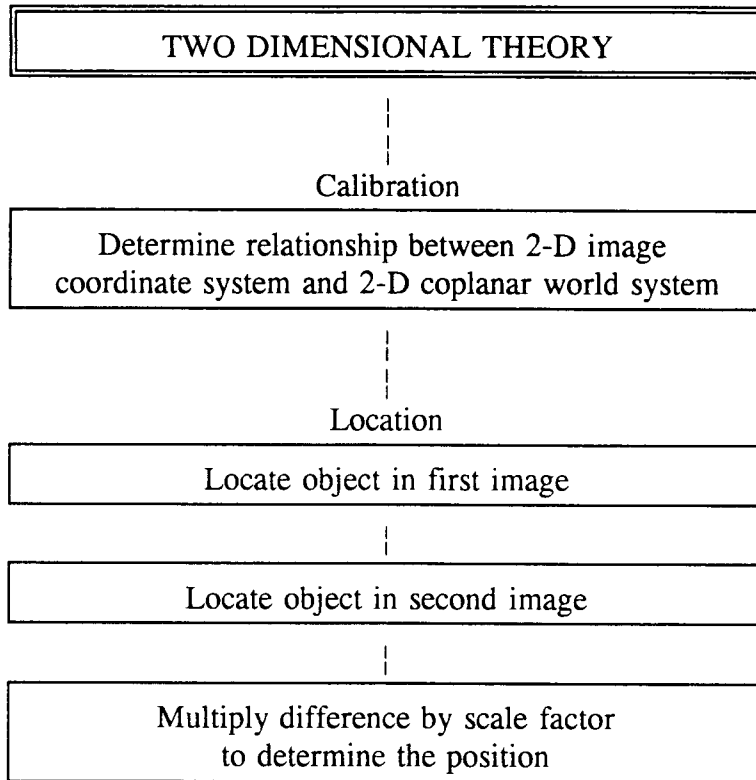 TWO DIMENSIONAL THEORY
Calibration
Determine relationship between 2-D image
coordinate system and 2-D coplanar world system
Location
Locate object in first image
Locate object in second image
Multiply difference by scale factor
to determine the position